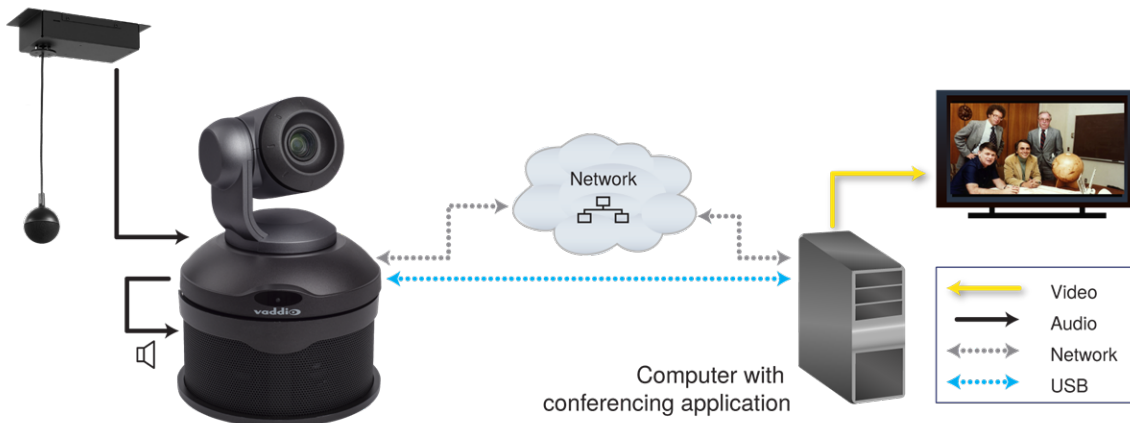 Network
vaddio
Computer with
conferencing application
Video
Audio
Network
USB